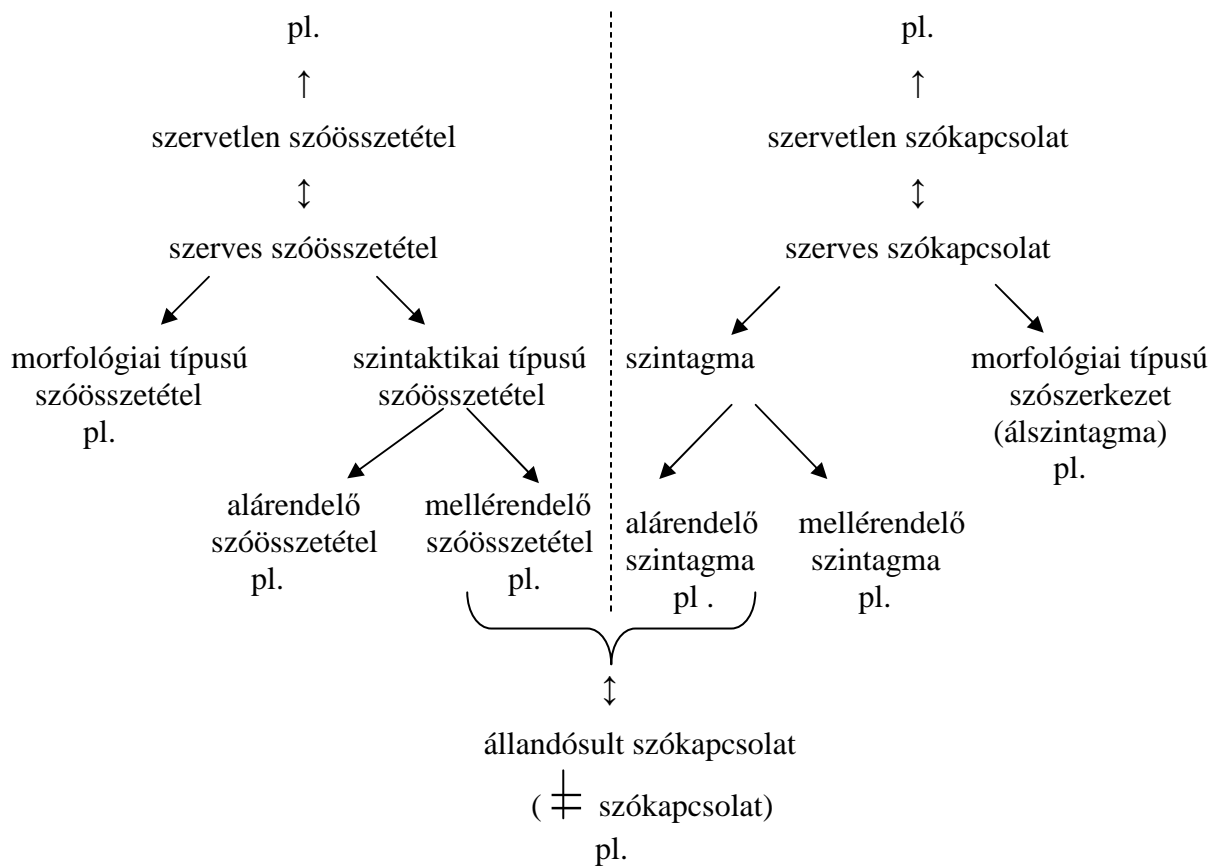 pl.
pl.
↑
↑
szervetlen szóösszetétel
szervetlen szókapcsolat
↕
↕
szerves szóösszetétel
szerves szókapcsolat
morfológiai típusú
szóösszetétel
pl.
szintaktikai típusú
szóösszetétel
szintagma
morfológiai típusú
szószerkezet
(álszintagma)
pl.
alárendelő
szóösszetétel
pl.
mellérendelő
szóösszetétel
pl.
alárendelő
szintagma
pl .
mellérendelő
szintagma
pl.
↕
állandósult szókapcsolat
( ≠ szókapcsolat)
pl.